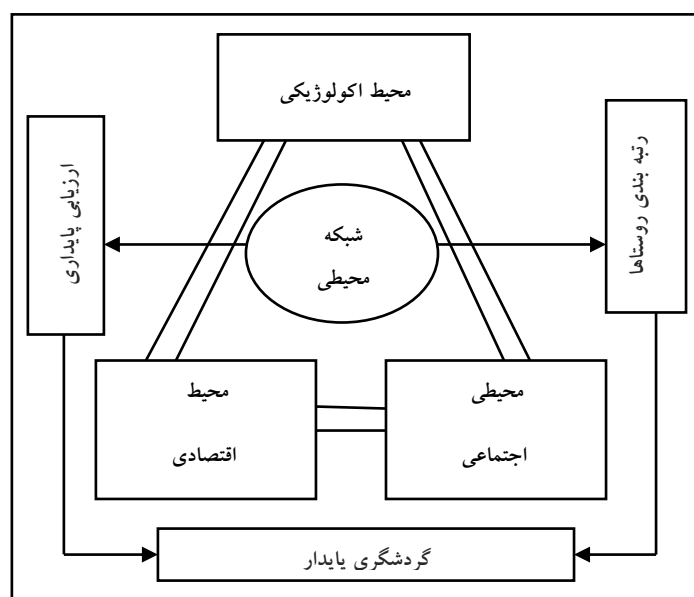 محیط اکولوژیکی
رتبه بندی روستاها
ارزیابی پایداری
شبکه
محیطی
محیطی
اجتماعی
محیط
اقتصادی
گردشگری پایدار